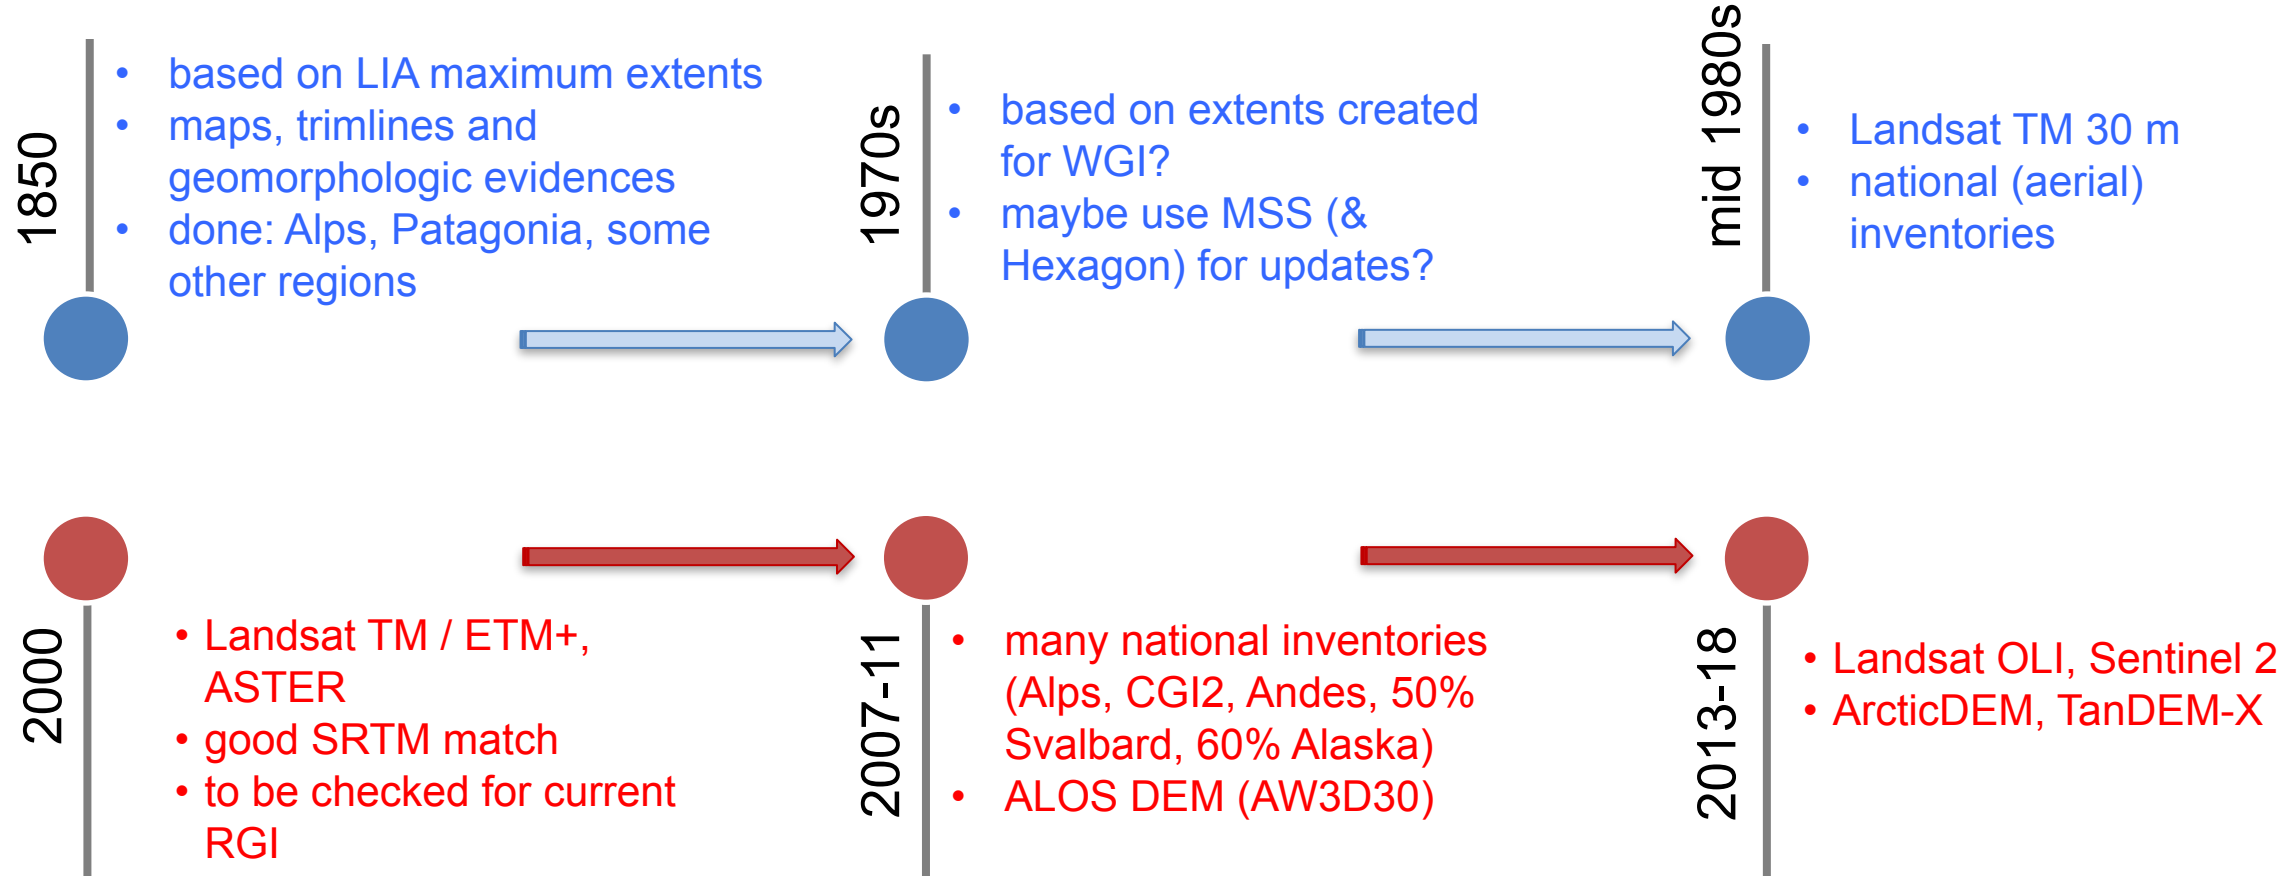 1850
• based on LIA maximum extents
• maps, trimlines and
geomorphologic evidences
• done: Alps, Patagonia, some
other regions
1970s
• based on extents created
for WGI?
• maybe use MSS (&
Hexagon) for updates?
mid 1980s
• Landsat TM 30 m
• national (aerial)
inventories
2000
• Landsat TM / ETM+,
ASTER
• good SRTM match
• to be checked for current
RGI
2007-11
• many national inventories
(Alps, CGI2, Andes, 50%
Svalbard, 60% Alaska)
• ALOS DEM (AW3D30)
2013-18
• Landsat OLI, Sentinel 2
• ArcticDEM, TanDEM-X